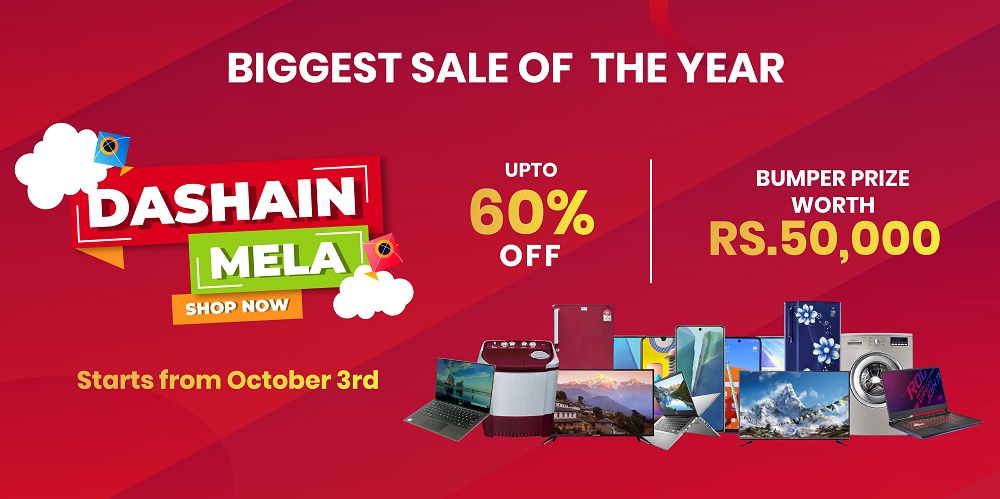 BIGGEST SALE OF THE YEAR
DASHAIN
MELA
SHOP NOW
Starts from October 3rd
UPTO
60%
OFF
BUMPER PRIZE
WORTH
RS.50,000